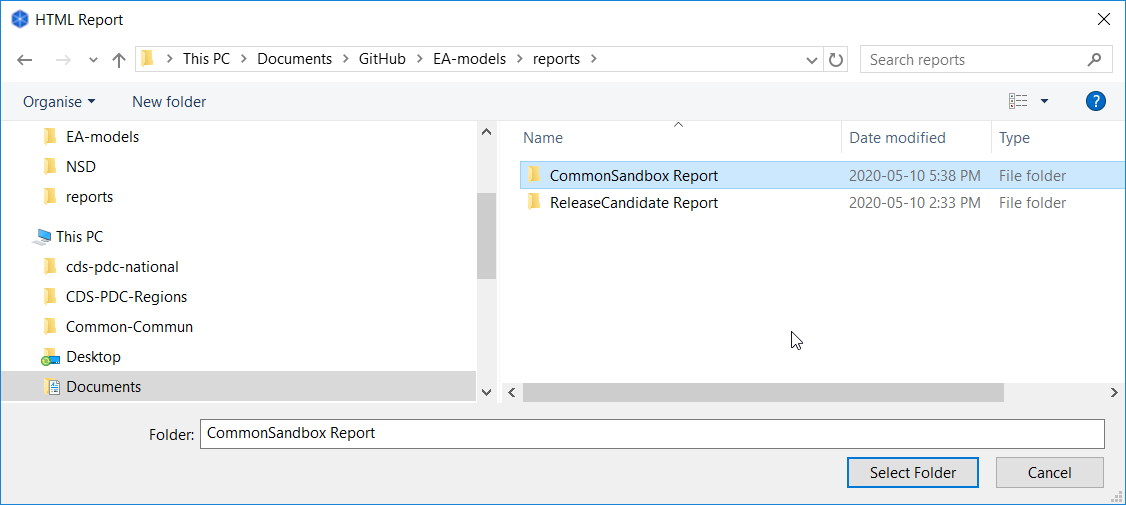 HTML Report
This PC > Documents > GitHub > EA-models > reports >
Search reports
Organise
New folder
?
EA-models
NSD
reports
This PC
cds-pdc-national
CDS-PDC-Regions
Common-Commun
Desktop
Documents
Name Date modified Type
CommonSandbox Report 2020-05-10 5:38 PM File folder
ReleaseCandidate Report 2020-05-10 2:33 PM File folder
Folder: CommonSandbox Report
Select Folder Cancel